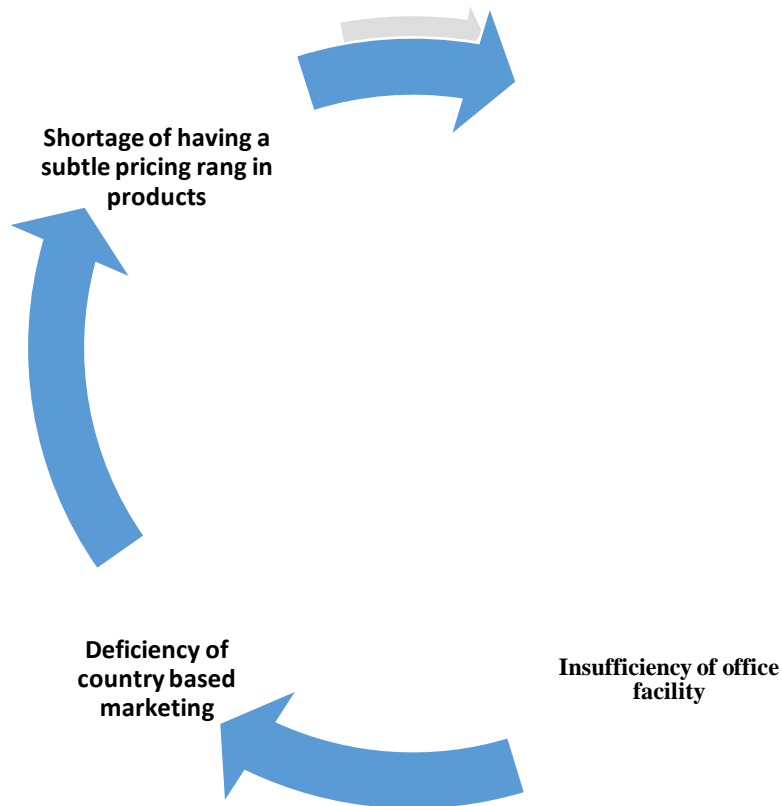 Shortage of having a
subtle pricing rang in
products
Deficiency of
country based
marketing
Insufficiency of office
facility